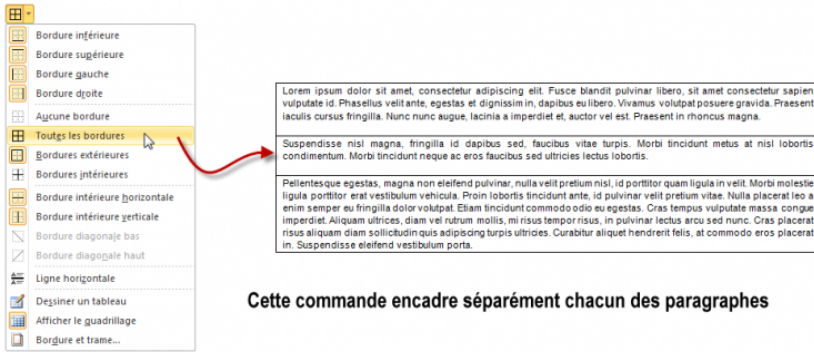 Bordure inférieure
Bordure supérieure
Bordure gauche
Bordure droite
Aucune bordure
Toutes les bordures
Bordures extérieures
Bordures intérieures
Bordure intérieure horizontale
Bordure intérieure verticale
Bordure diagonale bas
Bordure diagonale haut
Ligne horizontale
Dessiner un tableau
Afficher le quadrillage
Bordure et trame...
Lorem ipsum dolor sit amet, consectetur adipiscing elit. Fusce blandit pulvinar libero, sit amet consectetur sapien
vulputate id. Phasellus velit ante, egestas et dignissim in, dapibus eu libero. Vivamus volutpat posuere gravida. Praesent
iaculis cursus fringilla. Nunc nunc augue, lacinia a imperdiet et, auctor vel est. Praesent in rhoncus magna.
Suspendisse nisl magna, fringilla id dapibus sed, faucibus vitae turpis. Morbi tincidunt metus at nisl lobortis
condimentum. Morbi tincidunt neque ac eros faucibus sed ultricies lectus lobortis.
Pellentesque egestas, magna non eleifend pulvinar, nulla velit pretium nisl, id porttitor quam ligula in velit. Morbi molestie
ligula porttitor erat vestibulum vehicula. Proin lobortis tincidunt ante, id pulvinar velit pretium vitae. Nulla placerat leo a
enim semper eu fringilla dolor volutpat. Etiam tincidunt commodo odio eu egestas. Cras tempus vulputate massa congue
imperdiet. Aliquam ultrices, diam vel rutrum mollis, mi risus tempor risus, in pulvinar lectus arcu sed nunc. Cras placerat
risus aliquam diam sollicitudin quis adipiscing turpis ultricies. Curabitur aliquet hendrerit felis, at commodo eros placerat
in. Suspendisse eleifend vestibulum porta.
Cette commande encadre séparément chacun des paragraphes